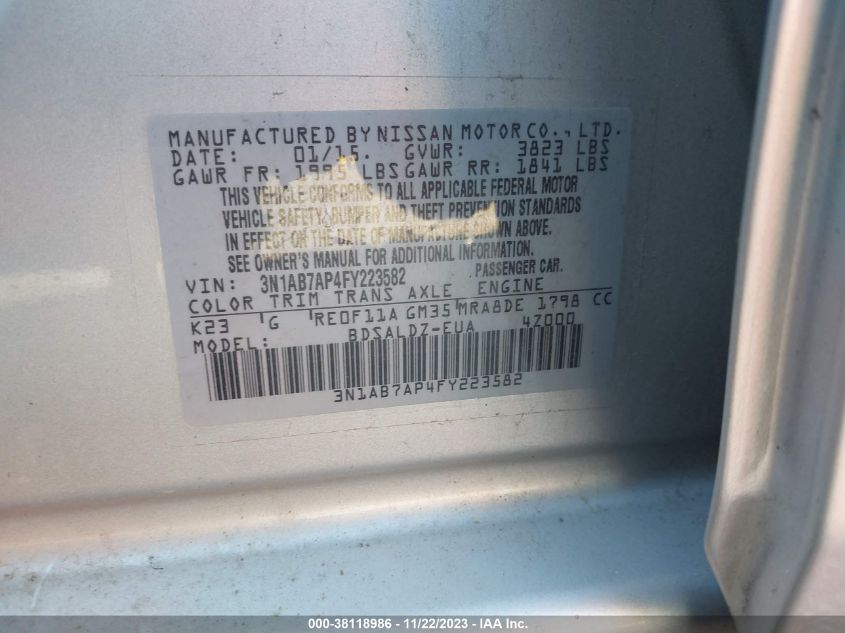 MANUFACTURED BY NISSAN MOTOR CO., LTD.
DATE: 01/15. GVWR: 3823 LBS
GAWR FR: 1995 LBS GAWR RR: 1841 LBS
THIS VEHICLE CONFORMS TO ALL APPLICABLE FEDERAL MOTOR
VEHICLE SAFETY, BUMPER AND THEFT PREVENTION STANDARDS
IN EFFECT ON THE DATE OF MANUFACTURE SHOWN ABOVE.
SEE OWNER'S MANUAL FOR ADDITIONAL INFORMATION.
VIN: 3N1AB7AP4FY223582 PASSENGER CAR.
COLOR TRIM TRANS AXLE ENGINE
K23 G RE0F11A GM35 MRA8DE 1798 CC
MODEL: BDSALDZ-EUA 4Z000
3N1AB7AP4FY223582
000-38118986 - 11/22/2023 - IAA Inc.